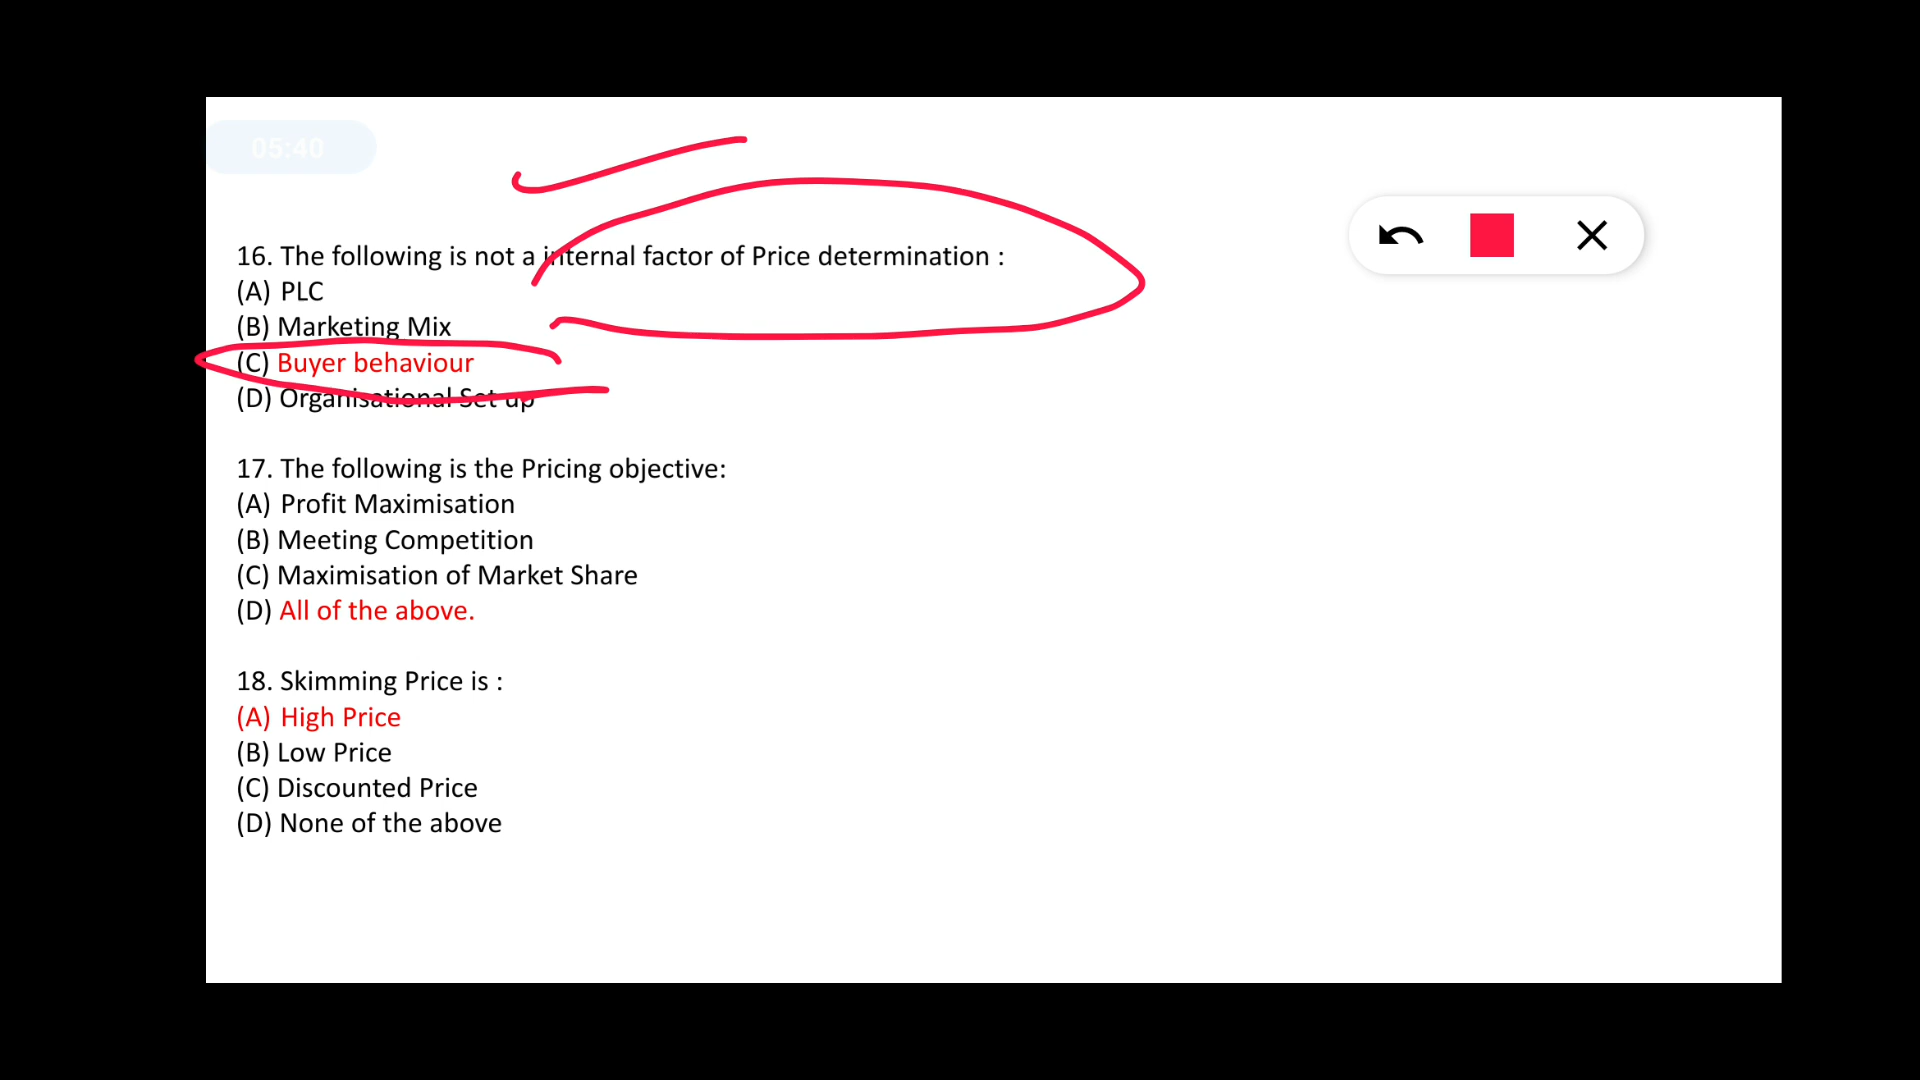 05:40
16. The following is not a internal factor of Price determination :
(A) PLC
(B) Marketing Mix
(C) Buyer behaviour
(D) Organisational Set up
17. The following is the Pricing objective:
(A) Profit Maximisation
(B) Meeting Competition
(C) Maximisation of Market Share
(D) All of the above.
18. Skimming Price is :
(A) High Price
(B) Low Price
(C) Discounted Price
(D) None of the above